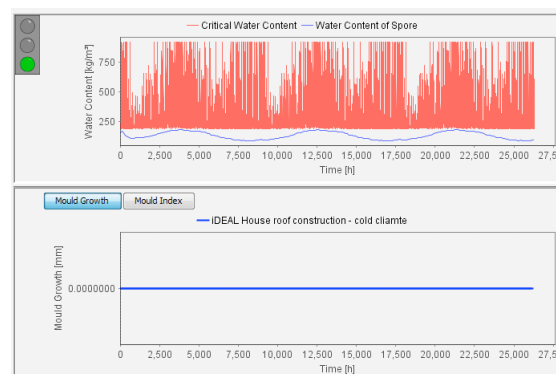 Critical Water Content Water Content of Spore
Water Content [kg/m³]
750
500
250
0 2,500 5,000 7,500 10,000 12,500 15,000 17,500 20,000 22,500 25,000 27,5
Time [h]
Mould Growth Mould Index
iDEAL House roof construction - cold cliamte
Mould Growth [mm]
0.0000000
0 2,500 5,000 7,500 10,000 12,500 15,000 17,500 20,000 22,500 25,000 27,5
Time [h]